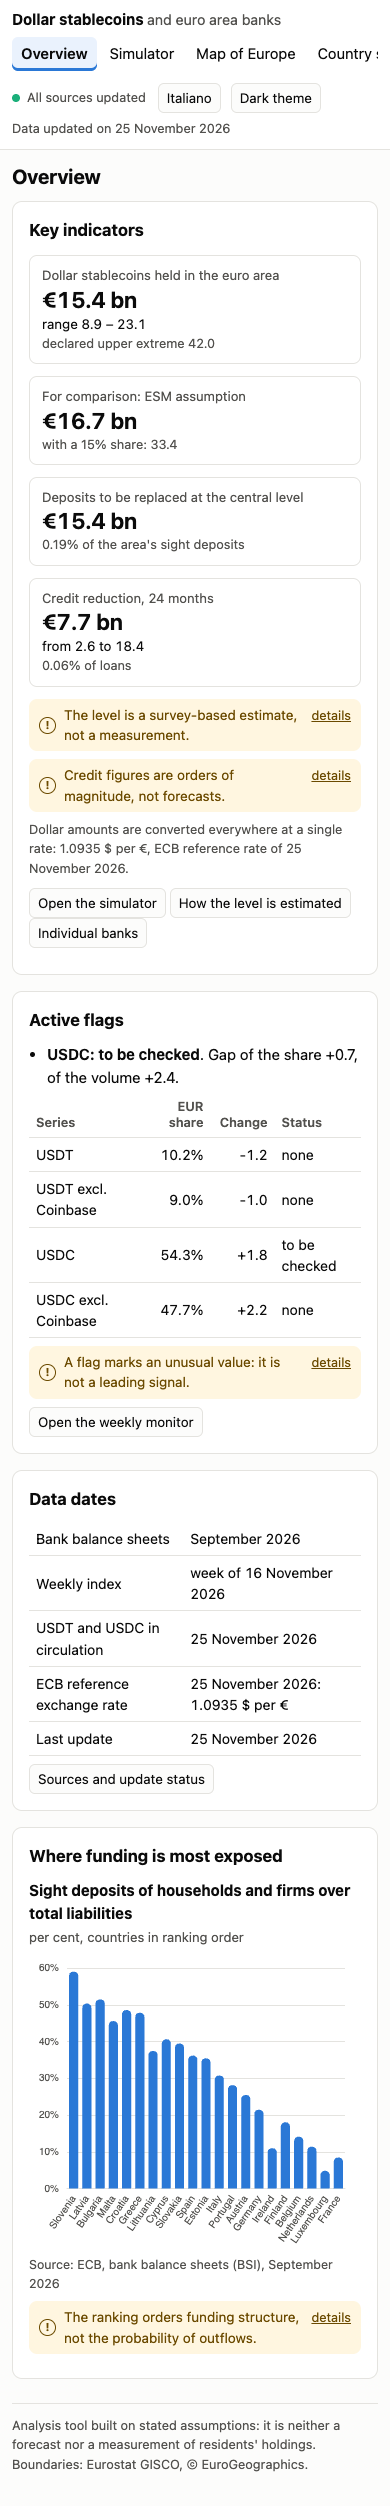 Dollar stablecoins and euro area banks
Overview Simulator Map of Europe Country s
All sources updated Italiano Dark theme
Data updated on 25 November 2026
Overview
Key indicators
Dollar stablecoins held in the euro area
€15.4 bn
range 8.9 – 23.1
declared upper extreme 42.0
For comparison: ESM assumption
€16.7 bn
with a 15% share: 33.4
Deposits to be replaced at the central level
€15.4 bn
0.19% of the area's sight deposits
Credit reduction, 24 months
€7.7 bn
from 2.6 to 18.4
0.06% of loans
The level is a survey-based estimate, details
not a measurement.
Credit figures are orders of details
magnitude, not forecasts.
Dollar amounts are converted everywhere at a single
rate: 1.0935 $ per €, ECB reference rate of 25
November 2026.
Open the simulator How the level is estimated
Individual banks
Active flags
• USDC: to be checked. Gap of the share +0.7,
of the volume +2.4.
EUR
Series share Change Status
USDT 10.2% -1.2 none
USDT excl.
Coinbase 9.0% -1.0 none
USDC 54.3% +1.8 to be
checked
USDC excl.
Coinbase 47.7% +2.2 none
A flag marks an unusual value: it is details
not a leading signal.
Open the weekly monitor
Data dates
Bank balance sheets September 2026
Weekly index week of 16 November
2026
USDT and USDC in
circulation 25 November 2026
ECB reference 25 November 2026:
exchange rate 1.0935 $ per €
Last update 25 November 2026
Sources and update status
Where funding is most exposed
Sight deposits of households and firms over
total liabilities
per cent, countries in ranking order
60%
50%
40%
30%
20%
10%
0%
Slovenia
Latvia
Bulgaria
Malta
Croatia
Greece
Lithuania
Cyprus
Slovakia
Spain
Estonia
Italy
Portugal
Austria
Germany
Ireland
Finland
Belgium
Netherlands
Luxembourg
France
Source: ECB, bank balance sheets (BSI), September
2026
The ranking orders funding structure, details
not the probability of outflows.
Analysis tool built on stated assumptions: it is neither a
forecast nor a measurement of residents' holdings.
Boundaries: Eurostat GISCO, © EuroGeographics.